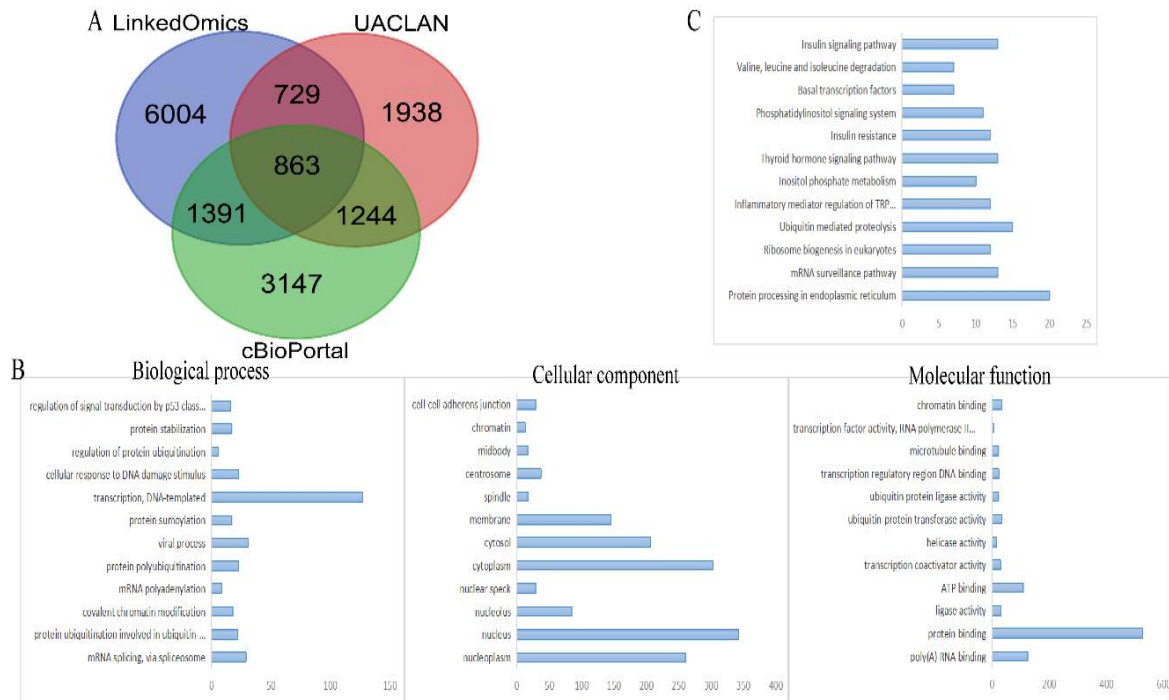 A
LinkedOmics
UACLAN
6004
729
1938
863
1391
1244
3147
cBioPortal
C
Insulin signaling pathway
Valine, leucine and isoleucine degradation
Basal transcription factors
Phosphatidylinositol signaling system
Insulin resistance
Thyroid hormone signaling pathway
Inositol phosphate metabolism
Inflammatory mediator regulation of TRP...
Ubiquitin mediated proteolysis
Ribosome biogenesis in eukaryotes
mRNA surveillance pathway
Protein processing in endoplasmic reticulum
0 5 10 15 20 25
B
Biological process
regulation of signal transduction by p53 class...
protein stabilization
regulation of protein ubiquitination
cellular response to DNA damage stimulus
transcription, DNA-templated
protein sumoylation
viral process
protein polyubiquitination
mRNA polyadenylation
covalent chromatin modification
protein ubiquitination involved in ubiquitin ...
mRNA splicing, via spliceosome
0 50 100 150
Cellular component
cell cell adherens junction
chromatin
midbody
centrosome
spindle
membrane
cytosol
cytoplasm
nuclear speck
nucleolus
nucleus
nucleoplasm
0 50 100 150 200 250 300 350 400
Molecular function
chromatin binding
transcription factor activity, RNA polymerase II...
microtubule binding
transcription regulatory region DNA binding
ubiquitin protein ligase activity
ubiquitin protein transferase activity
helicase activity
transcription coactivator activity
ATP binding
ligase activity
protein binding
poly(A) RNA binding
0 100 200 300 400 500 600